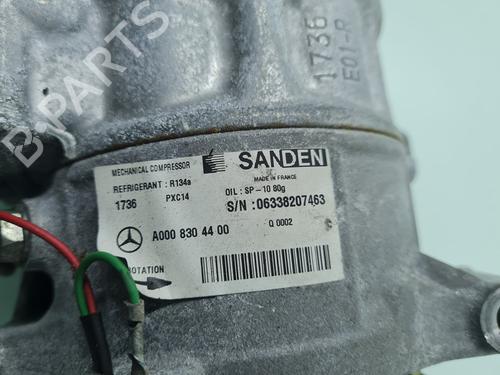 1736
E01-P
B-PARTS
MECHANICAL COMPRESSOR
SANDEN
MADE IN FRANCE
REFRIGERANT : R134a
OIL : SP-10 80g
1736 PXC14
S/N : 06338207463
A000 830 44 00
Q 0002
ROTATION